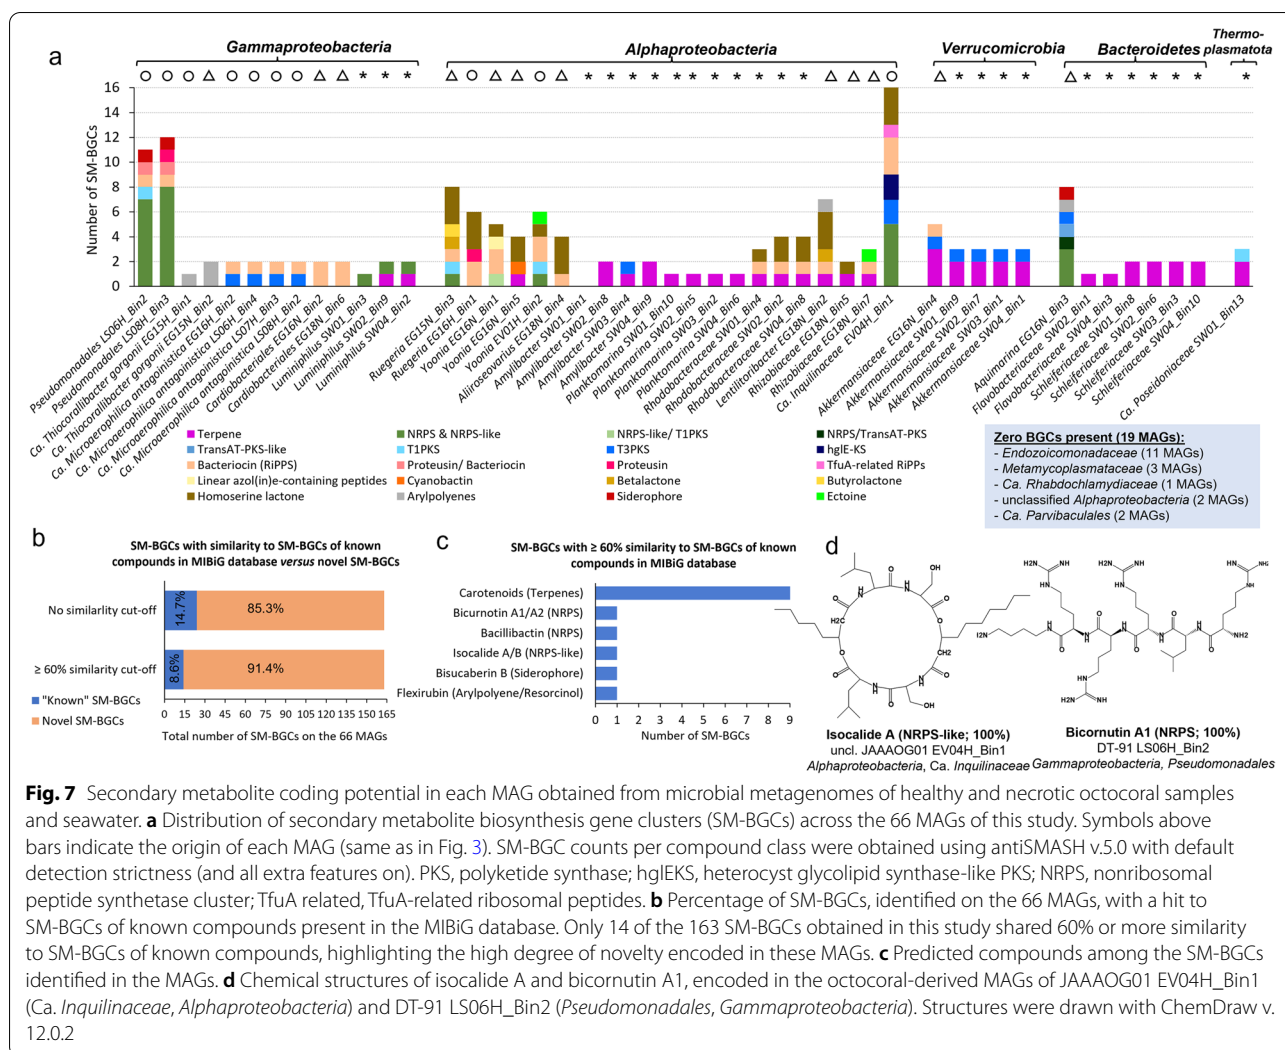 a
Gammaproteobacteria
Alphaproteobacteria
Verrucomicrobia
Bacteroidetes
Thermo-
plasmatota
Number of SM-BGCs
16
14
12
10
8
6
4
2
0
Pseudomonadales LS06H_Bin2
Pseudomonadales LS08H_Bin3
Ca. Thiocorallibacter gorgonii EG15H_Bin1
Ca. Thiocorallibacter gorgonii EG15N_Bin2
Ca. Microaerophilica antagonistica EG16H_Bin2
Ca. Microaerophilica antagonistica LS06H_Bin4
Ca. Microaerophilica antagonistica LS07H_Bin3
Ca. Microaerophilica antagonistica LS08H_Bin2
Cardiobacteriales EG16N_Bin2
Cardiobacteriales EG18N_Bin6
Luminiphilus SW01_Bin3
Luminiphilus SW02_Bin9
Luminiphilus SW04_Bin2
Ruegeria EG15N_Bin3
Ruegeria EG16H_Bin1
Yoonia EG16N_Bin1
Yoonia EG16N_Bin5
Yoonia EV01H_Bin2
Aliiroseovarius EG18N_Bin4
Amylibacter SW01_Bin1
Amylibacter SW02_Bin8
Amylibacter SW03_Bin4
Amylibacter SW04_Bin9
Planktomarina SW01_Bin10
Planktomarina SW02_Bin5
Planktomarina SW03_Bin2
Planktomarina SW04_Bin6
Rhodobacteraceae SW01_Bin4
Rhodobacteraceae SW02_Bin2
Rhodobacteraceae SW04_Bin8
Lentilitoribacter EG18N_Bin2
Rhizobiaceae EG18N_Bin5
Rhizobiaceae EG18N_Bin7
Ca. Inquilinaceae EV04H_Bin1
Akkermansiaceae EG16N_Bin4
Akkermansiaceae SW01_Bin9
Akkermansiaceae SW02_Bin7
Akkermansiaceae SW03_Bin1
Akkermansiaceae SW04_Bin1
Aquimarina EG16N_Bin3
Flavobacteriaceae SW02_Bin1
Flavobacteriaceae SW04_Bin3
Schleiferiaceae SW01_Bin8
Schleiferiaceae SW02_Bin6
Schleiferiaceae SW03_Bin3
Schleiferiaceae SW04_Bin10
Ca. Poseidoniaceae SW01_Bin13
Terpene NRPS & NRPS-like NRPS-like/ T1PKS NRPS/TransAT-PKS
TransAT-PKS-like T1PKS T3PKS hglE-KS
Bacteriocin (RiPPS) Proteusin/ Bacteriocin Proteusin TfuA-related RiPPs
Linear azol(in)e-containing peptides Cyanobactin Betalactone Butyrolactone
Homoserine lactone Arylpolyenes Siderophore Ectoine
Zero BGCs present (19 MAGs):
- Endozoicomonadaceae (11 MAGs)
- Metamycoplasmataceae (3 MAGs)
- Ca. Rhabdochlamydiaceae (1 MAGs)
- unclassified Alphaproteobacteria (2 MAGs)
- Ca. Parvibaculales (2 MAGs)
b
SM-BGCs with similarity to SM-BGCs of known
compounds in MIBiG database versus novel SM-BGCs
No similarlity cut-off
14.7%
85.3%
≥ 60% similarity cut-off
8.6%
91.4%
"Known" SM-BGCs
Novel SM-BGCs
0 15 30 45 60 75 90 105 120 135 150 165
Total number of SM-BGCs on the 66 MAGs
c
SM-BGCs with ≥ 60% similarity to SM-BGCs of known
compounds in MIBiG database
Carotenoids (Terpenes)
Bicurnotin A1/A2 (NRPS)
Bacillibactin (NRPS)
Isocalide A/B (NRPS-like)
Bisucaberin B (Siderophore)
Flexirubin (Arylpolyene/Resorcinol)
0 1 2 3 4 5 6 7 8 9
Number of SM-BGCs
d
Isocalide A (NRPS-like; 100%)
uncl. JAAAOG01 EV04H_Bin1
Alphaproteobacteria, Ca. Inquilinaceae
Bicornutin A1 (NRPS; 100%)
DT-91 LS06H_Bin2
Gammaproteobacteria, Pseudomonadales
Fig. 7 Secondary metabolite coding potential in each MAG obtained from microbial metagenomes of healthy and necrotic octocoral samples
and seawater. a Distribution of secondary metabolite biosynthesis gene clusters (SM-BGCs) across the 66 MAGs of this study. Symbols above
bars indicate the origin of each MAG (same as in Fig. 3). SM-BGC counts per compound class were obtained using antiSMASH v.5.0 with default
detection strictness (and all extra features on). PKS, polyketide synthase; hglEKS, heterocyst glycolipid synthase-like PKS; NRPS, nonribosomal
peptide synthetase cluster; TfuA related, TfuA-related ribosomal peptides. b Percentage of SM-BGCs, identified on the 66 MAGs, with a hit to
SM-BGCs of known compounds present in the MIBiG database. Only 14 of the 163 SM-BGCs obtained in this study shared 60% or more similarity
to SM-BGCs of known compounds, highlighting the high degree of novelty encoded in these MAGs. c Predicted compounds among the SM-BGCs
identified in the MAGs. d Chemical structures of isocalide A and bicornutin A1, encoded in the octocoral-derived MAGs of JAAAOG01 EV04H_Bin1
(Ca. Inquilinaceae, Alphaproteobacteria) and DT-91 LS06H_Bin2 (Pseudomonadales, Gammaproteobacteria). Structures were drawn with ChemDraw v.
12.0.2